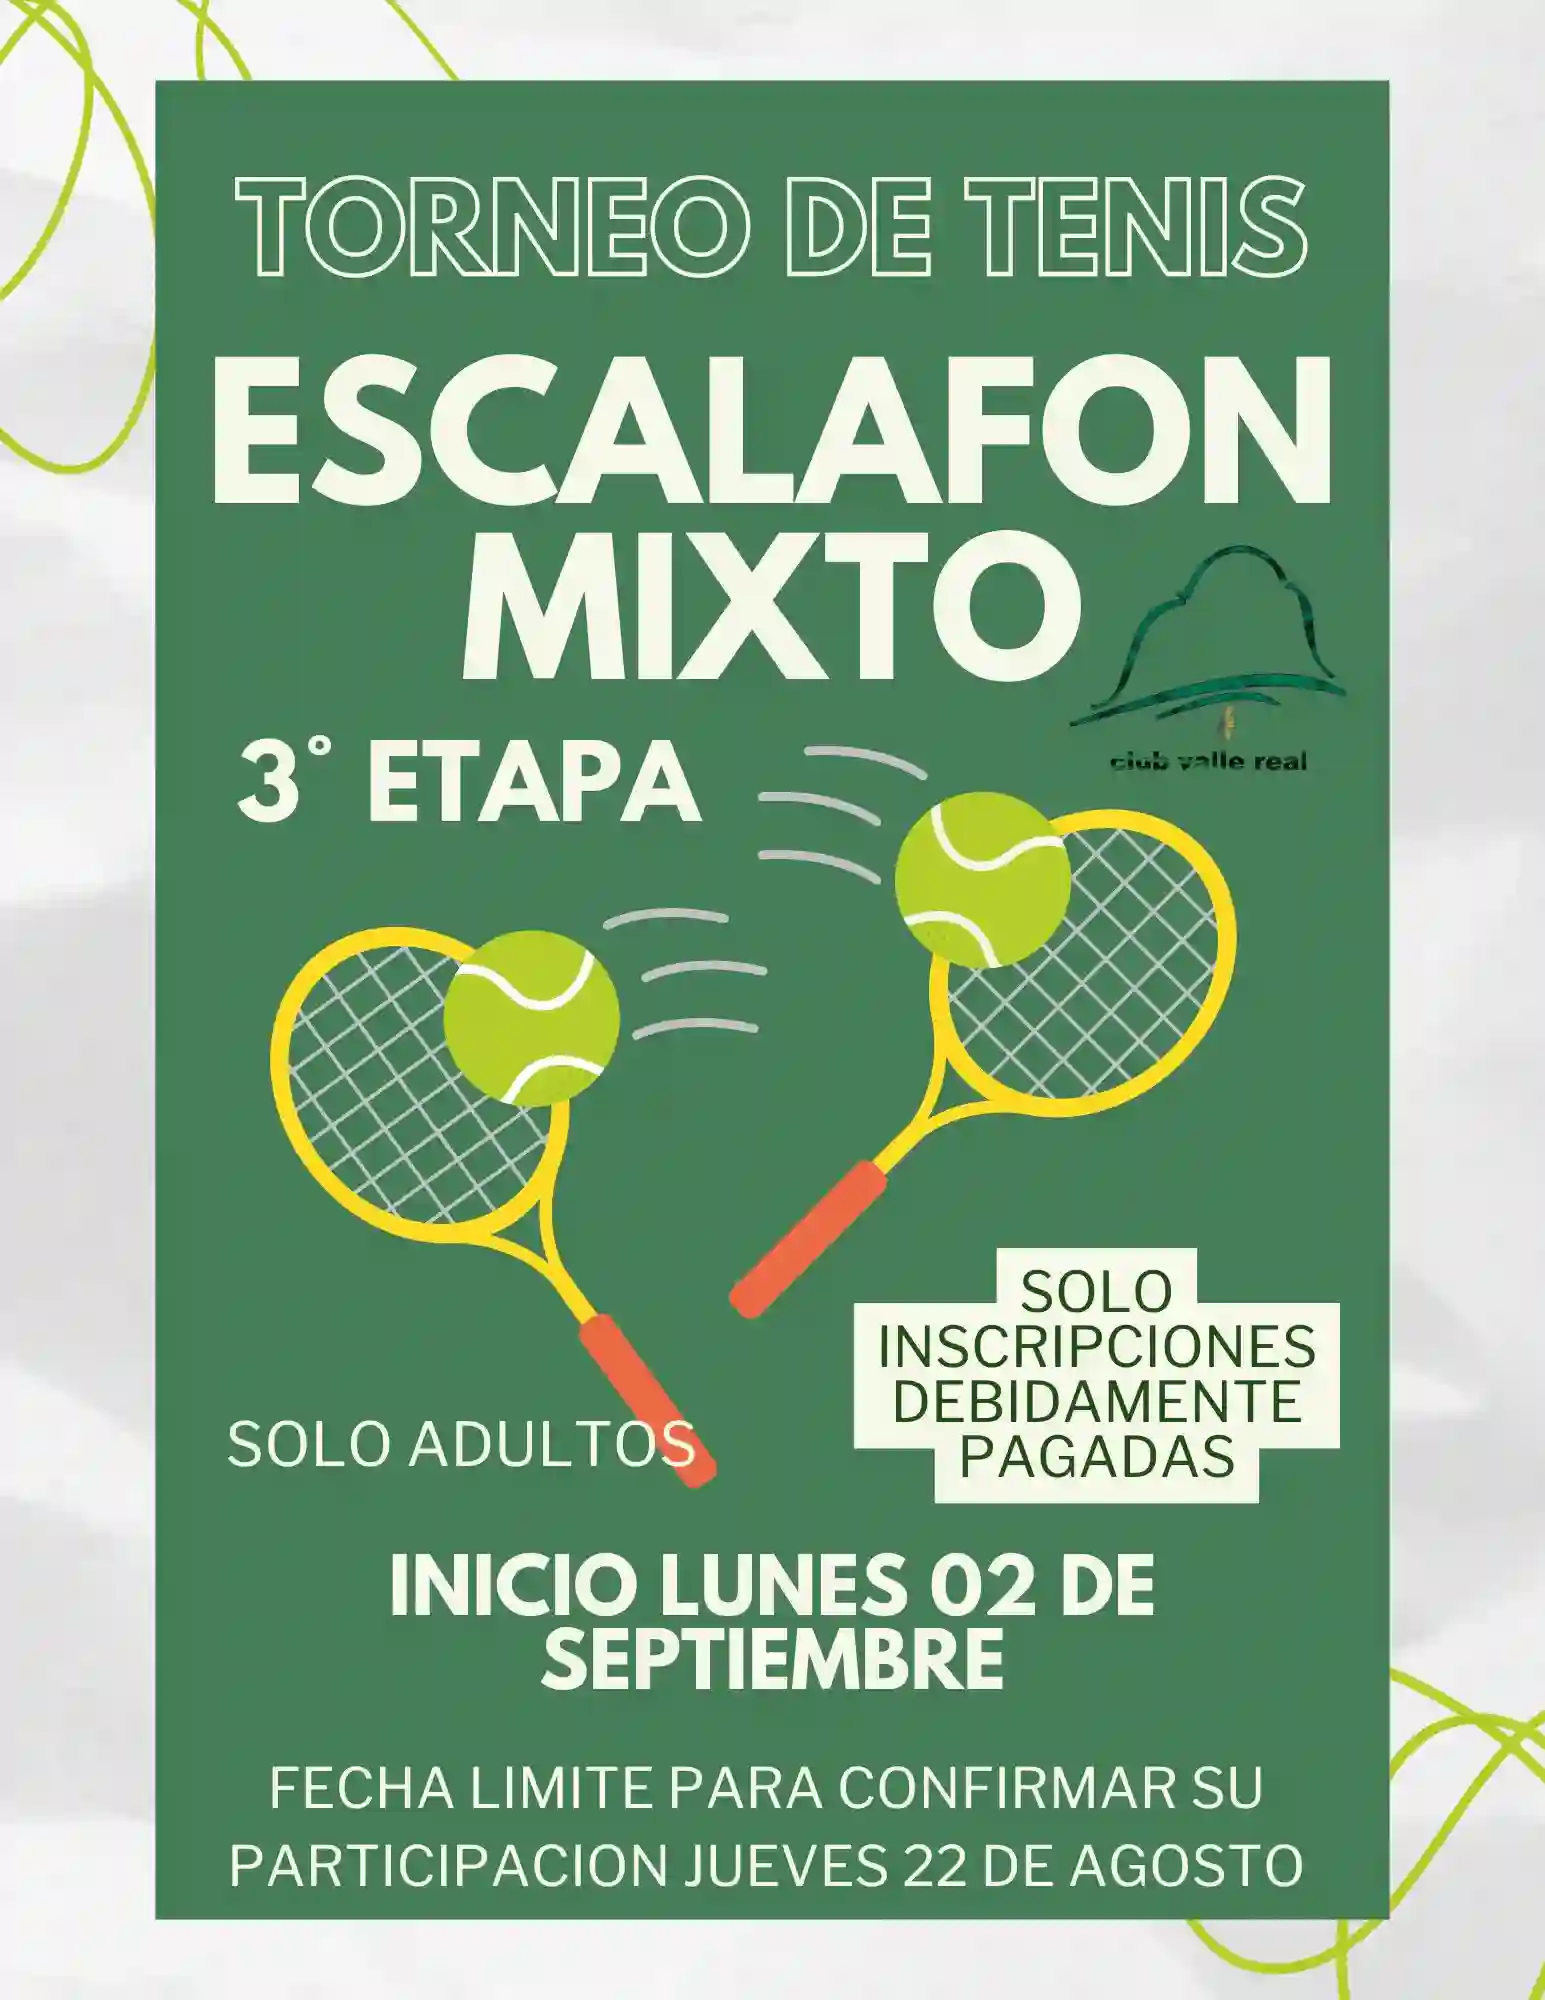 TORNEO DE TENIS
ESCALAFON
MIXTO
club valle real
3° ETAPA
SOLO
INSCRIPCIONES
DEBIDAMENTE
PAGADAS
SOLO ADULTOS
INICIO LUNES 02 DE
SEPTIEMBRE
FECHA LIMITE PARA CONFIRMAR SU
PARTICIPACION JUEVES 22 DE AGOSTO